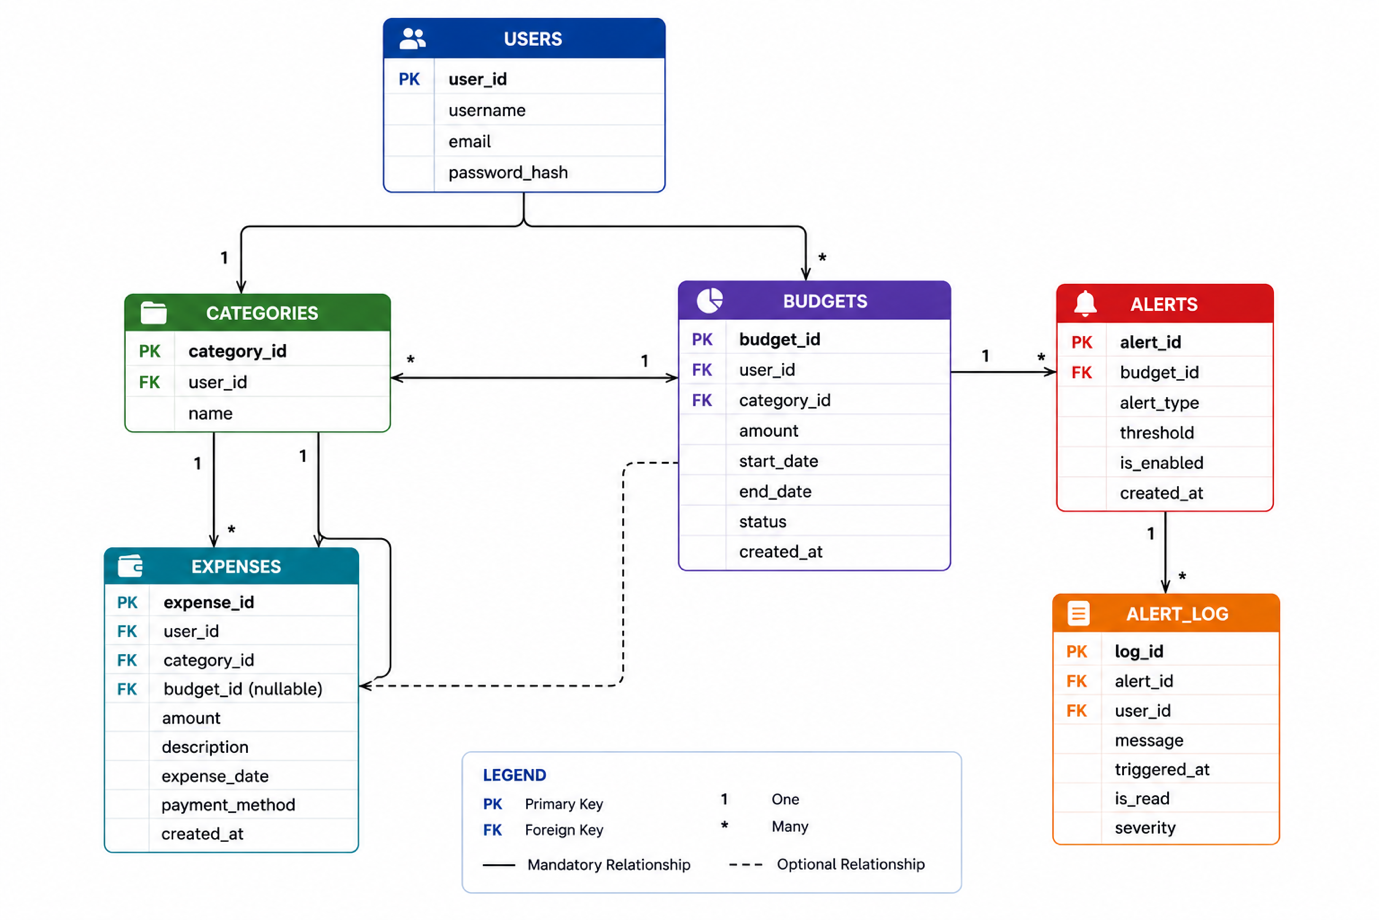 USERS
PK user_id
username
email
password_hash
1
*
CATEGORIES
PK category_id
FK user_id
name
*
1
BUDGETS
PK budget_id
FK user_id
FK category_id
amount
start_date
end_date
status
created_at
1
*
ALERTS
PK alert_id
FK budget_id
alert_type
threshold
is_enabled
created_at
1
1
*
EXPENSES
PK expense_id
FK user_id
FK category_id
FK budget_id (nullable)
amount
description
expense_date
payment_method
created_at
1
*
ALERT_LOG
PK log_id
FK alert_id
FK user_id
message
triggered_at
is_read
severity
LEGEND
PK Primary Key
1 One
FK Foreign Key
* Many
Mandatory Relationship
Optional Relationship